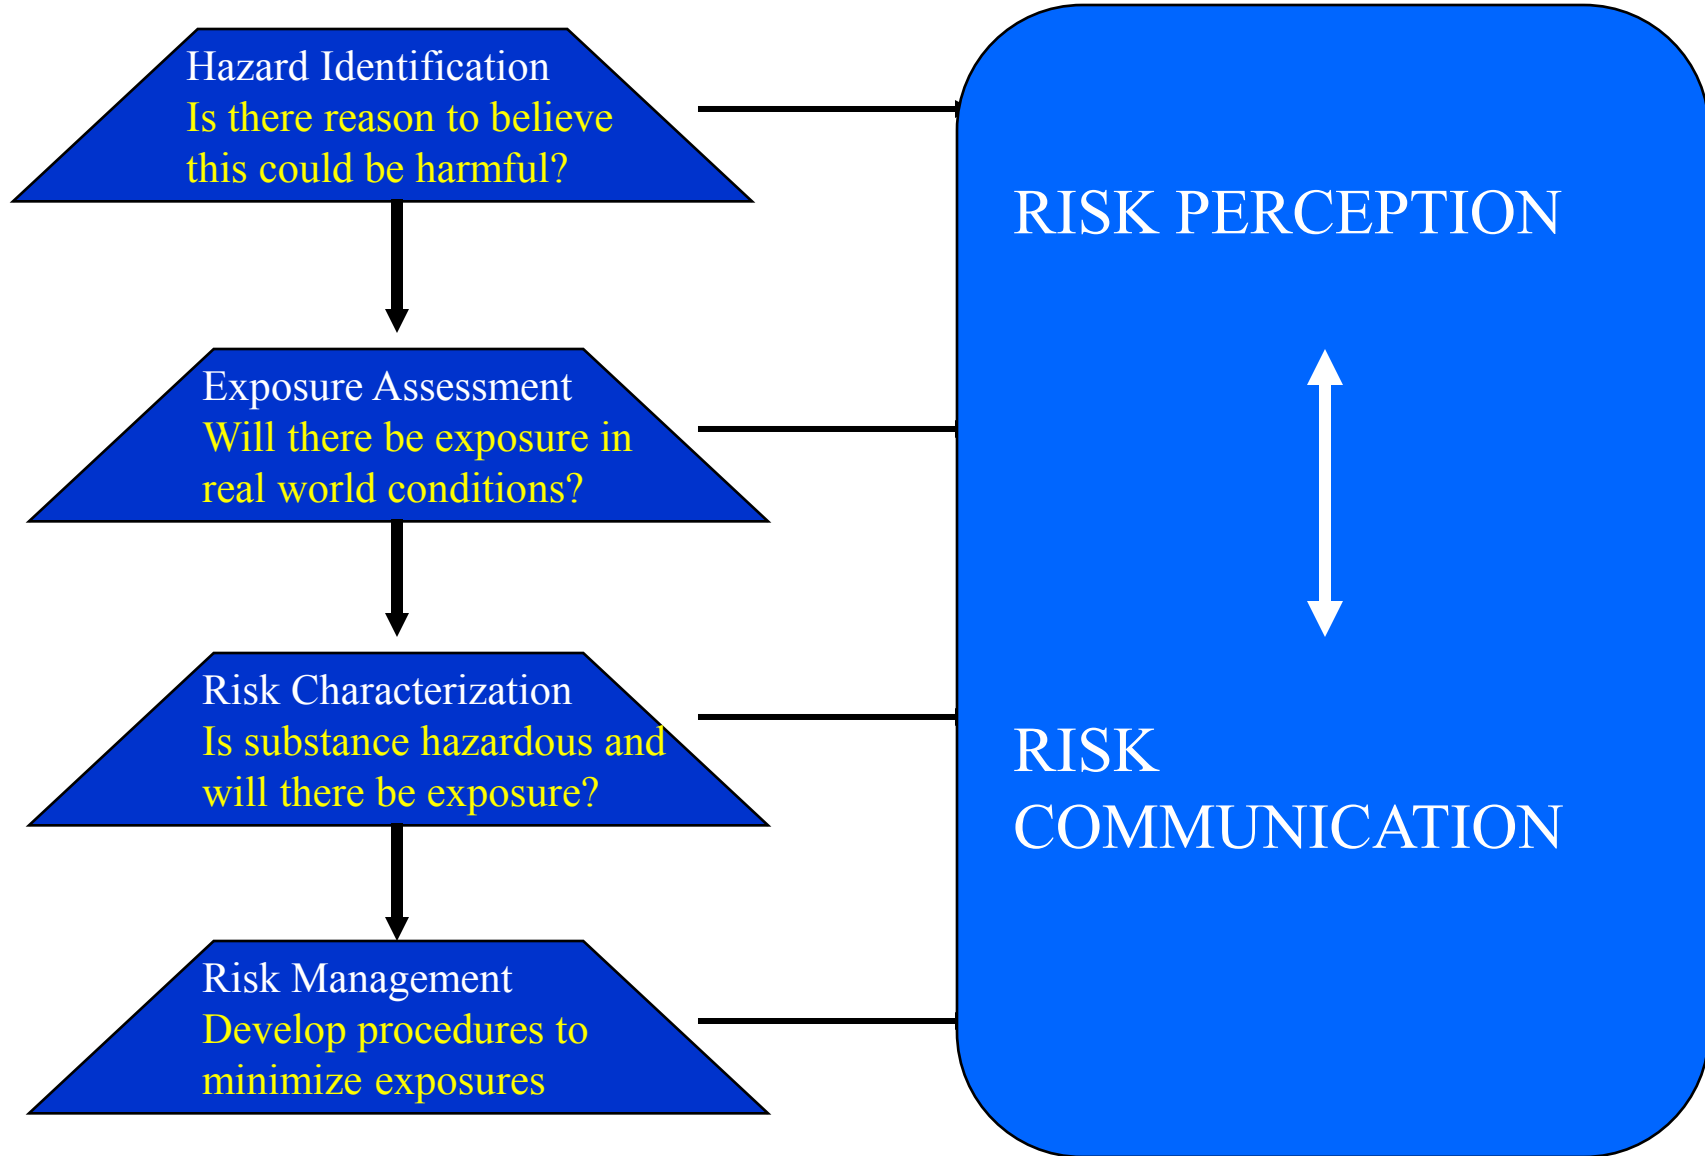 Hazard Identification
Is there reason to believe
this could be harmful?
Exposure Assessment
Will there be exposure in
real world conditions?
Risk Characterization
Is substance hazardous and
will there be exposure?
Risk Management
Develop procedures to
minimize exposures
RISK PERCEPTION
RISK
COMMUNICATION